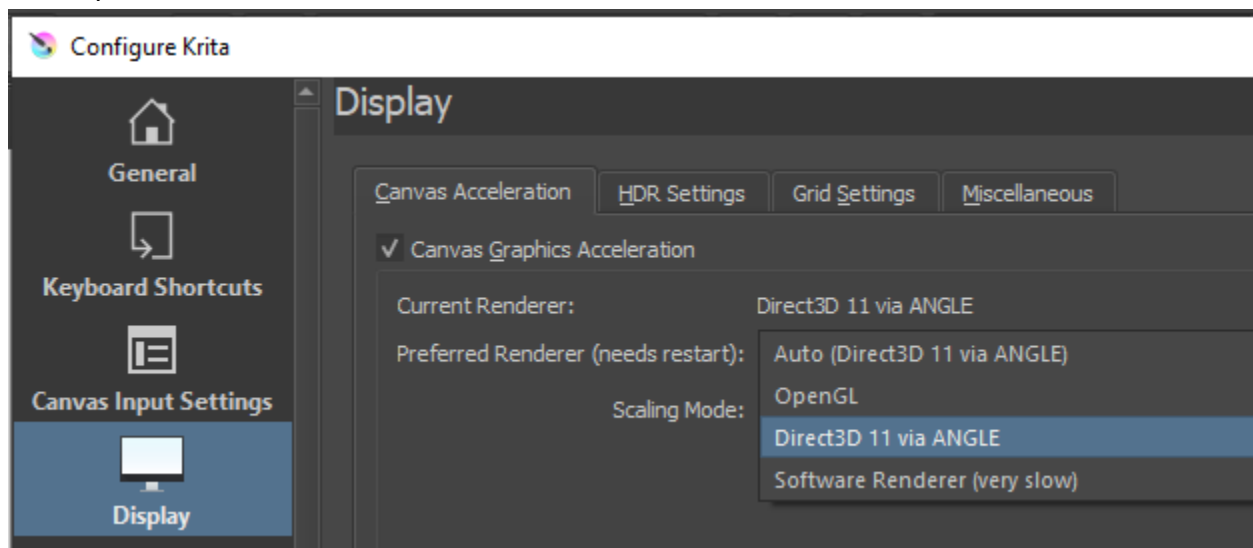 Configure Krita
General
Keyboard Shortcuts
Canvas Input Settings
Display
Display
Canvas Acceleration HDR Settings Grid Settings Miscellaneous
Canvas Graphics Acceleration
Current Renderer: Direct3D 11 via ANGLE
Preferred Renderer (needs restart): Auto (Direct3D 11 via ANGLE)
Scaling Mode: OpenGL
Direct3D 11 via ANGLE
Software Renderer (very slow)